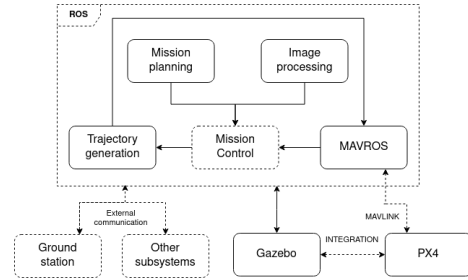 ROS
Mission
planning
Image
processing
Trajectory
generation
Mission
Control
MAVROS
External
communication
MAVLINK
Ground
station
Other
subsystems
Gazebo
INTEGRATION
PX4